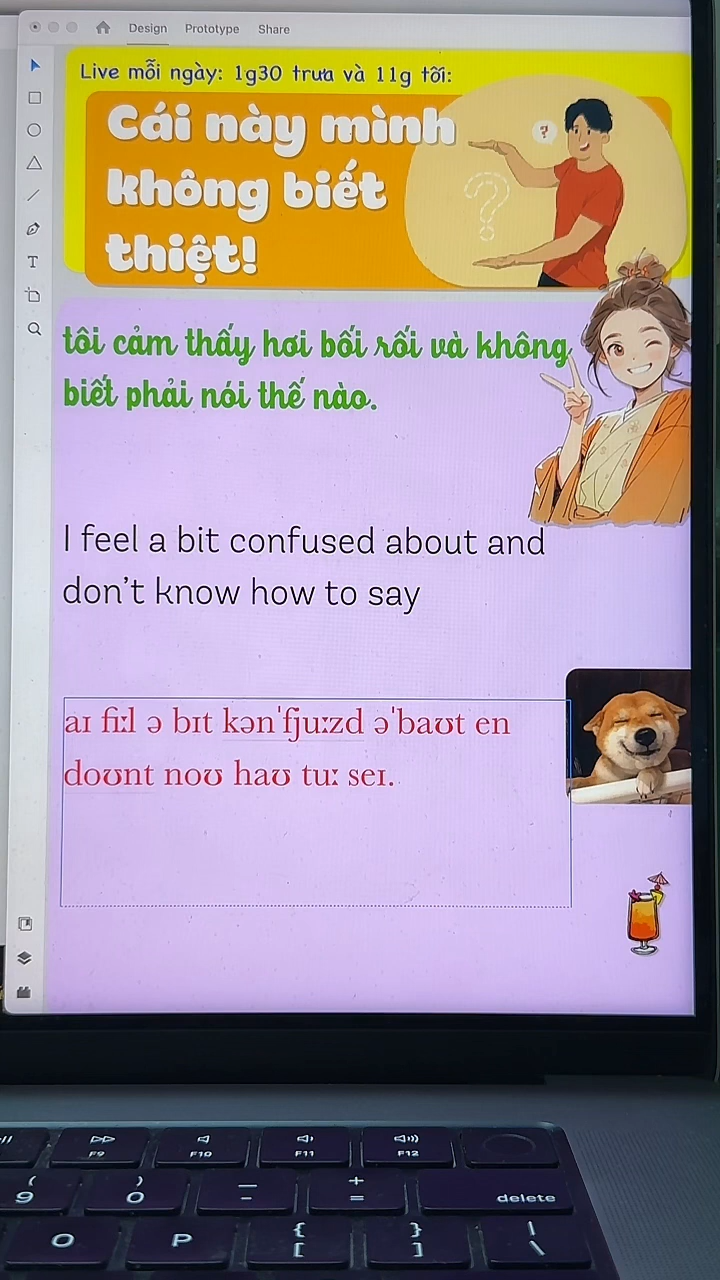 Design Prototype Share
Live mỗi ngày: 1g30 trưa và 11g tối:
Cái này mình
không biết
thiệt!
?
tôi cảm thấy hơi bối rối và không
biết phải nói thế nào.
I feel a bit confused about and
don't know how to say
aɪ fiːl ə bɪt kənˈfjuːzd əˈbaʊt en
doʊnt noʊ haʊ tuː seɪ.
T
F9 F10 F11 F12
( ) — +
9 0 - = delete
{ } |
O P [ ] \